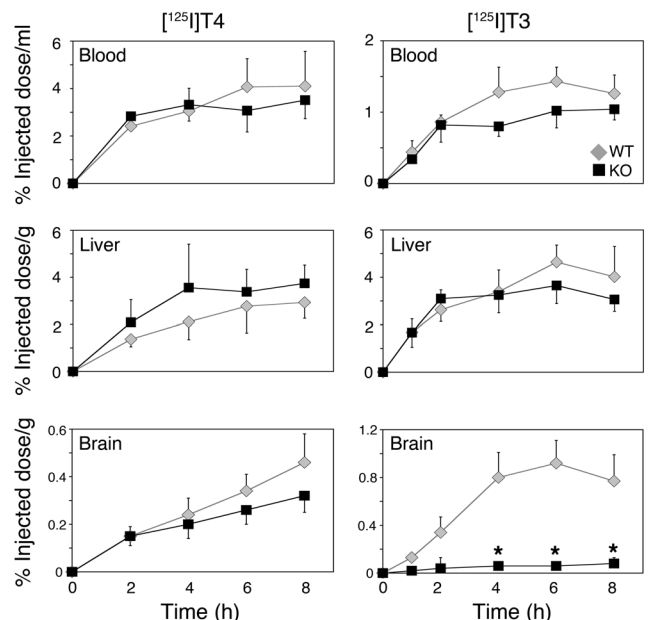 [¹²⁵I]T4
[¹²⁵I]T3
% Injected dose/ml
6
4
2
0
Blood
2
1
0
Blood
WT
KO
% Injected dose/g
6
4
2
0
Liver
6
4
2
0
Liver
% Injected dose/g
0.6
0.4
0.2
0
Brain
0 2 4 6 8
Time (h)
1.2
0.8
0.4
0
Brain
* * *
0 2 4 6 8
Time (h)